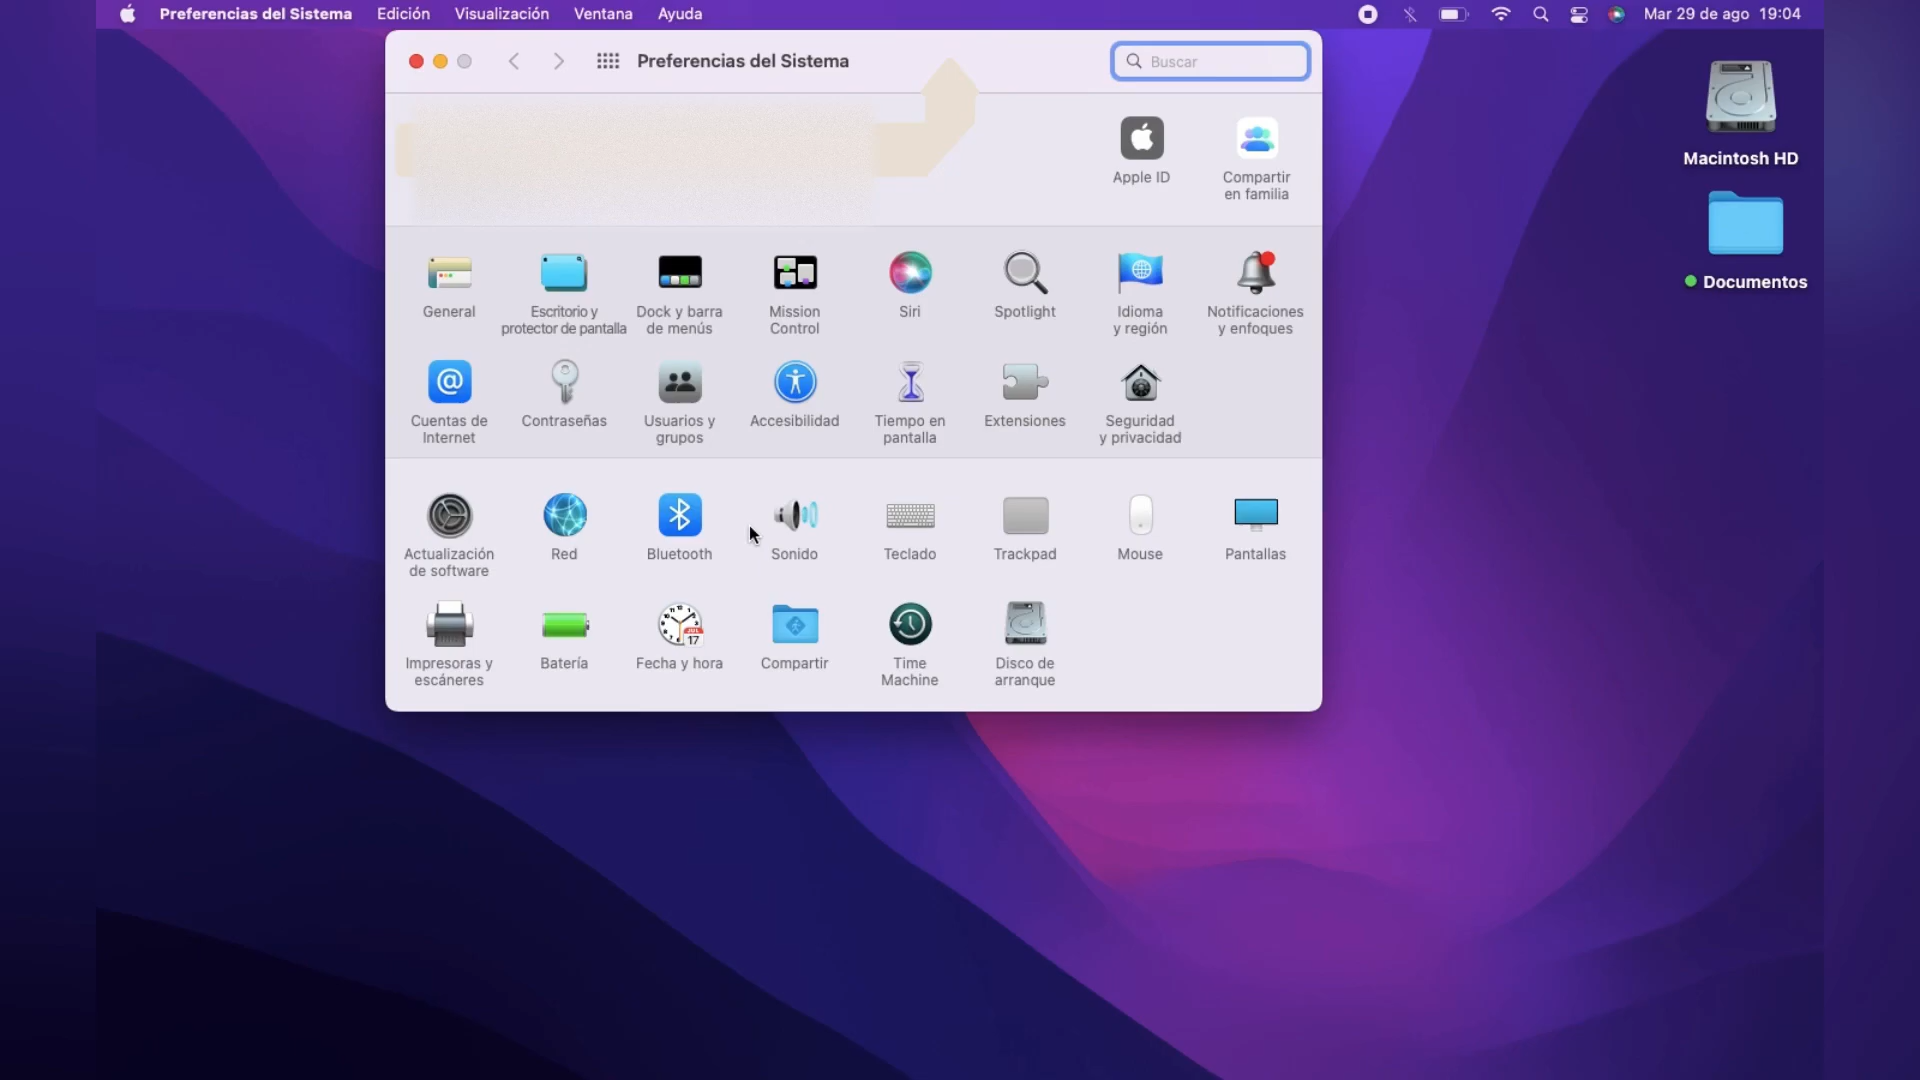 Preferencias del Sistema Edición Visualización Ventana Ayuda Mar 29 de ago 19:04
Preferencias del Sistema
Buscar
Apple ID
Compartir
en familia
General
Escritorio y
protector de pantalla
Dock y barra
de menús
Mission
Control
Siri
Spotlight
Idioma
y región
Notificaciones
y enfoques
Cuentas de
Internet
Contraseñas
Usuarios y
grupos
Accesibilidad
Tiempo en
pantalla
Extensiones
Seguridad
y privacidad
Actualización
de software
Red
Bluetooth
Sonido
Teclado
Trackpad
Mouse
Pantallas
Impresoras y
escáneres
Batería
JUL
17
Fecha y hora
Compartir
Time
Machine
Disco de
arranque
Macintosh HD
Documentos